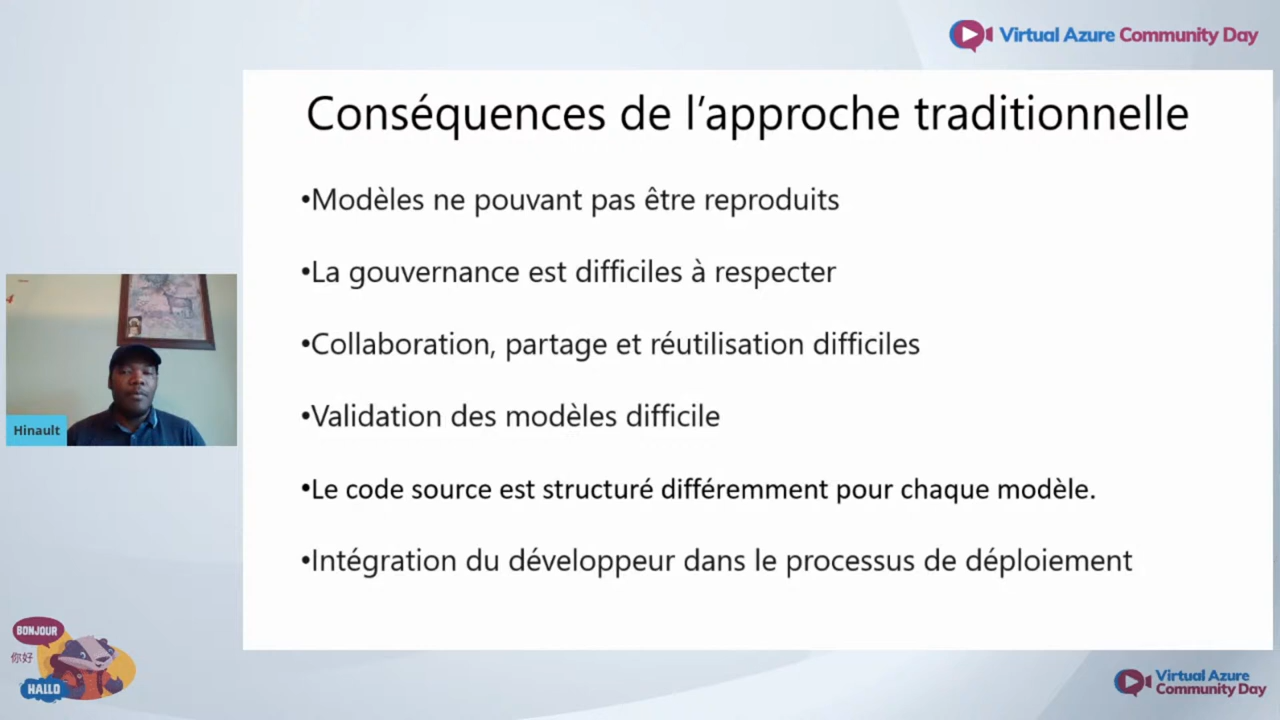 Virtual Azure Community Day
Conséquences de l’approche traditionnelle
•Modèles ne pouvant pas être reproduits
•La gouvernance est difficiles à respecter
•Collaboration, partage et réutilisation difficiles
•Validation des modèles difficile
•Le code source est structuré différemment pour chaque modèle.
•Intégration du développeur dans le processus de déploiement
Hinault
BONJOUR
你好
HALLO
Virtual Azure
Community Day